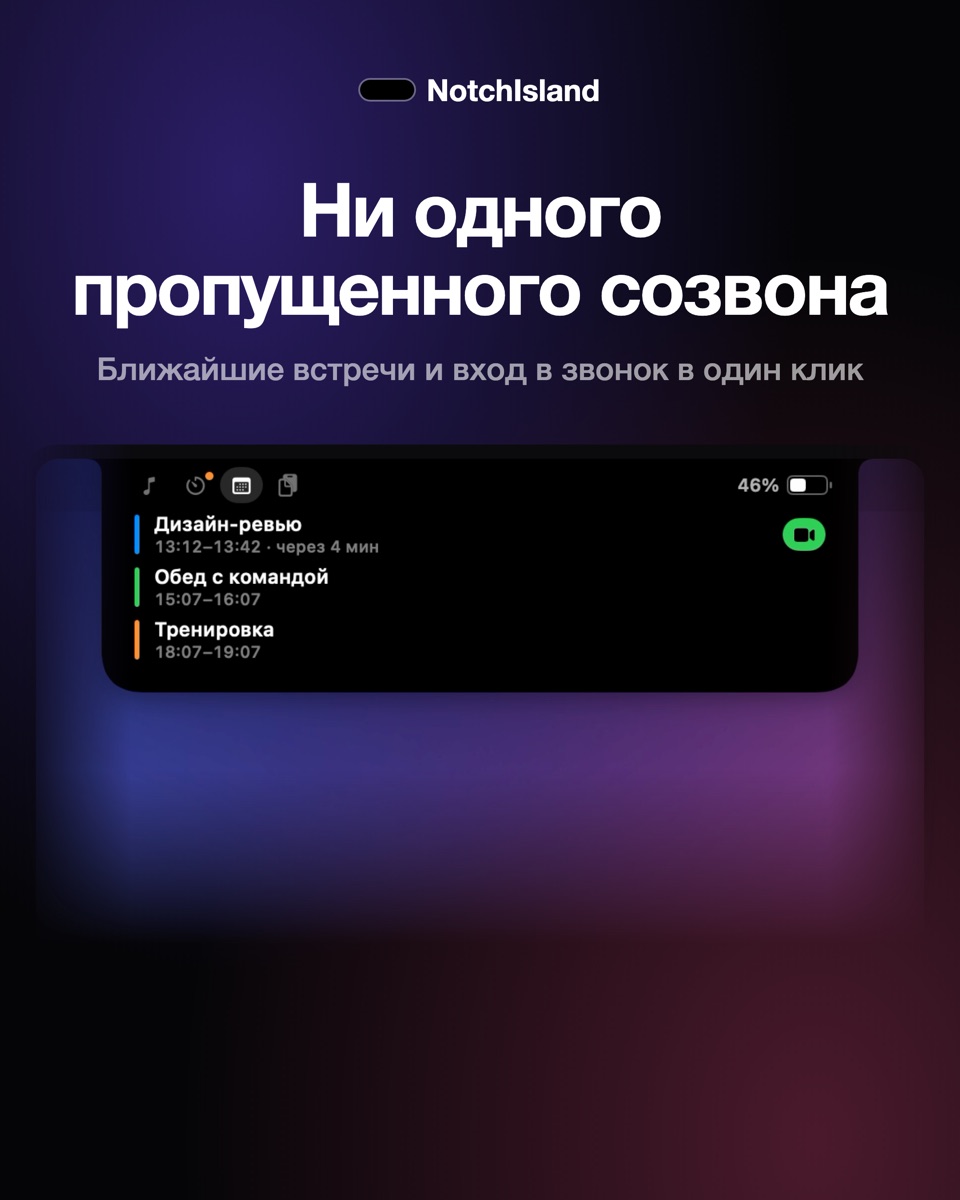 NotchIsland
Ни одного
пропущенного созвона
Ближайшие встречи и вход в звонок в один клик
46%
Дизайн-ревью
13:12–13:42 · через 4 мин
Обед с командой
15:07–16:07
Тренировка
18:07–19:07